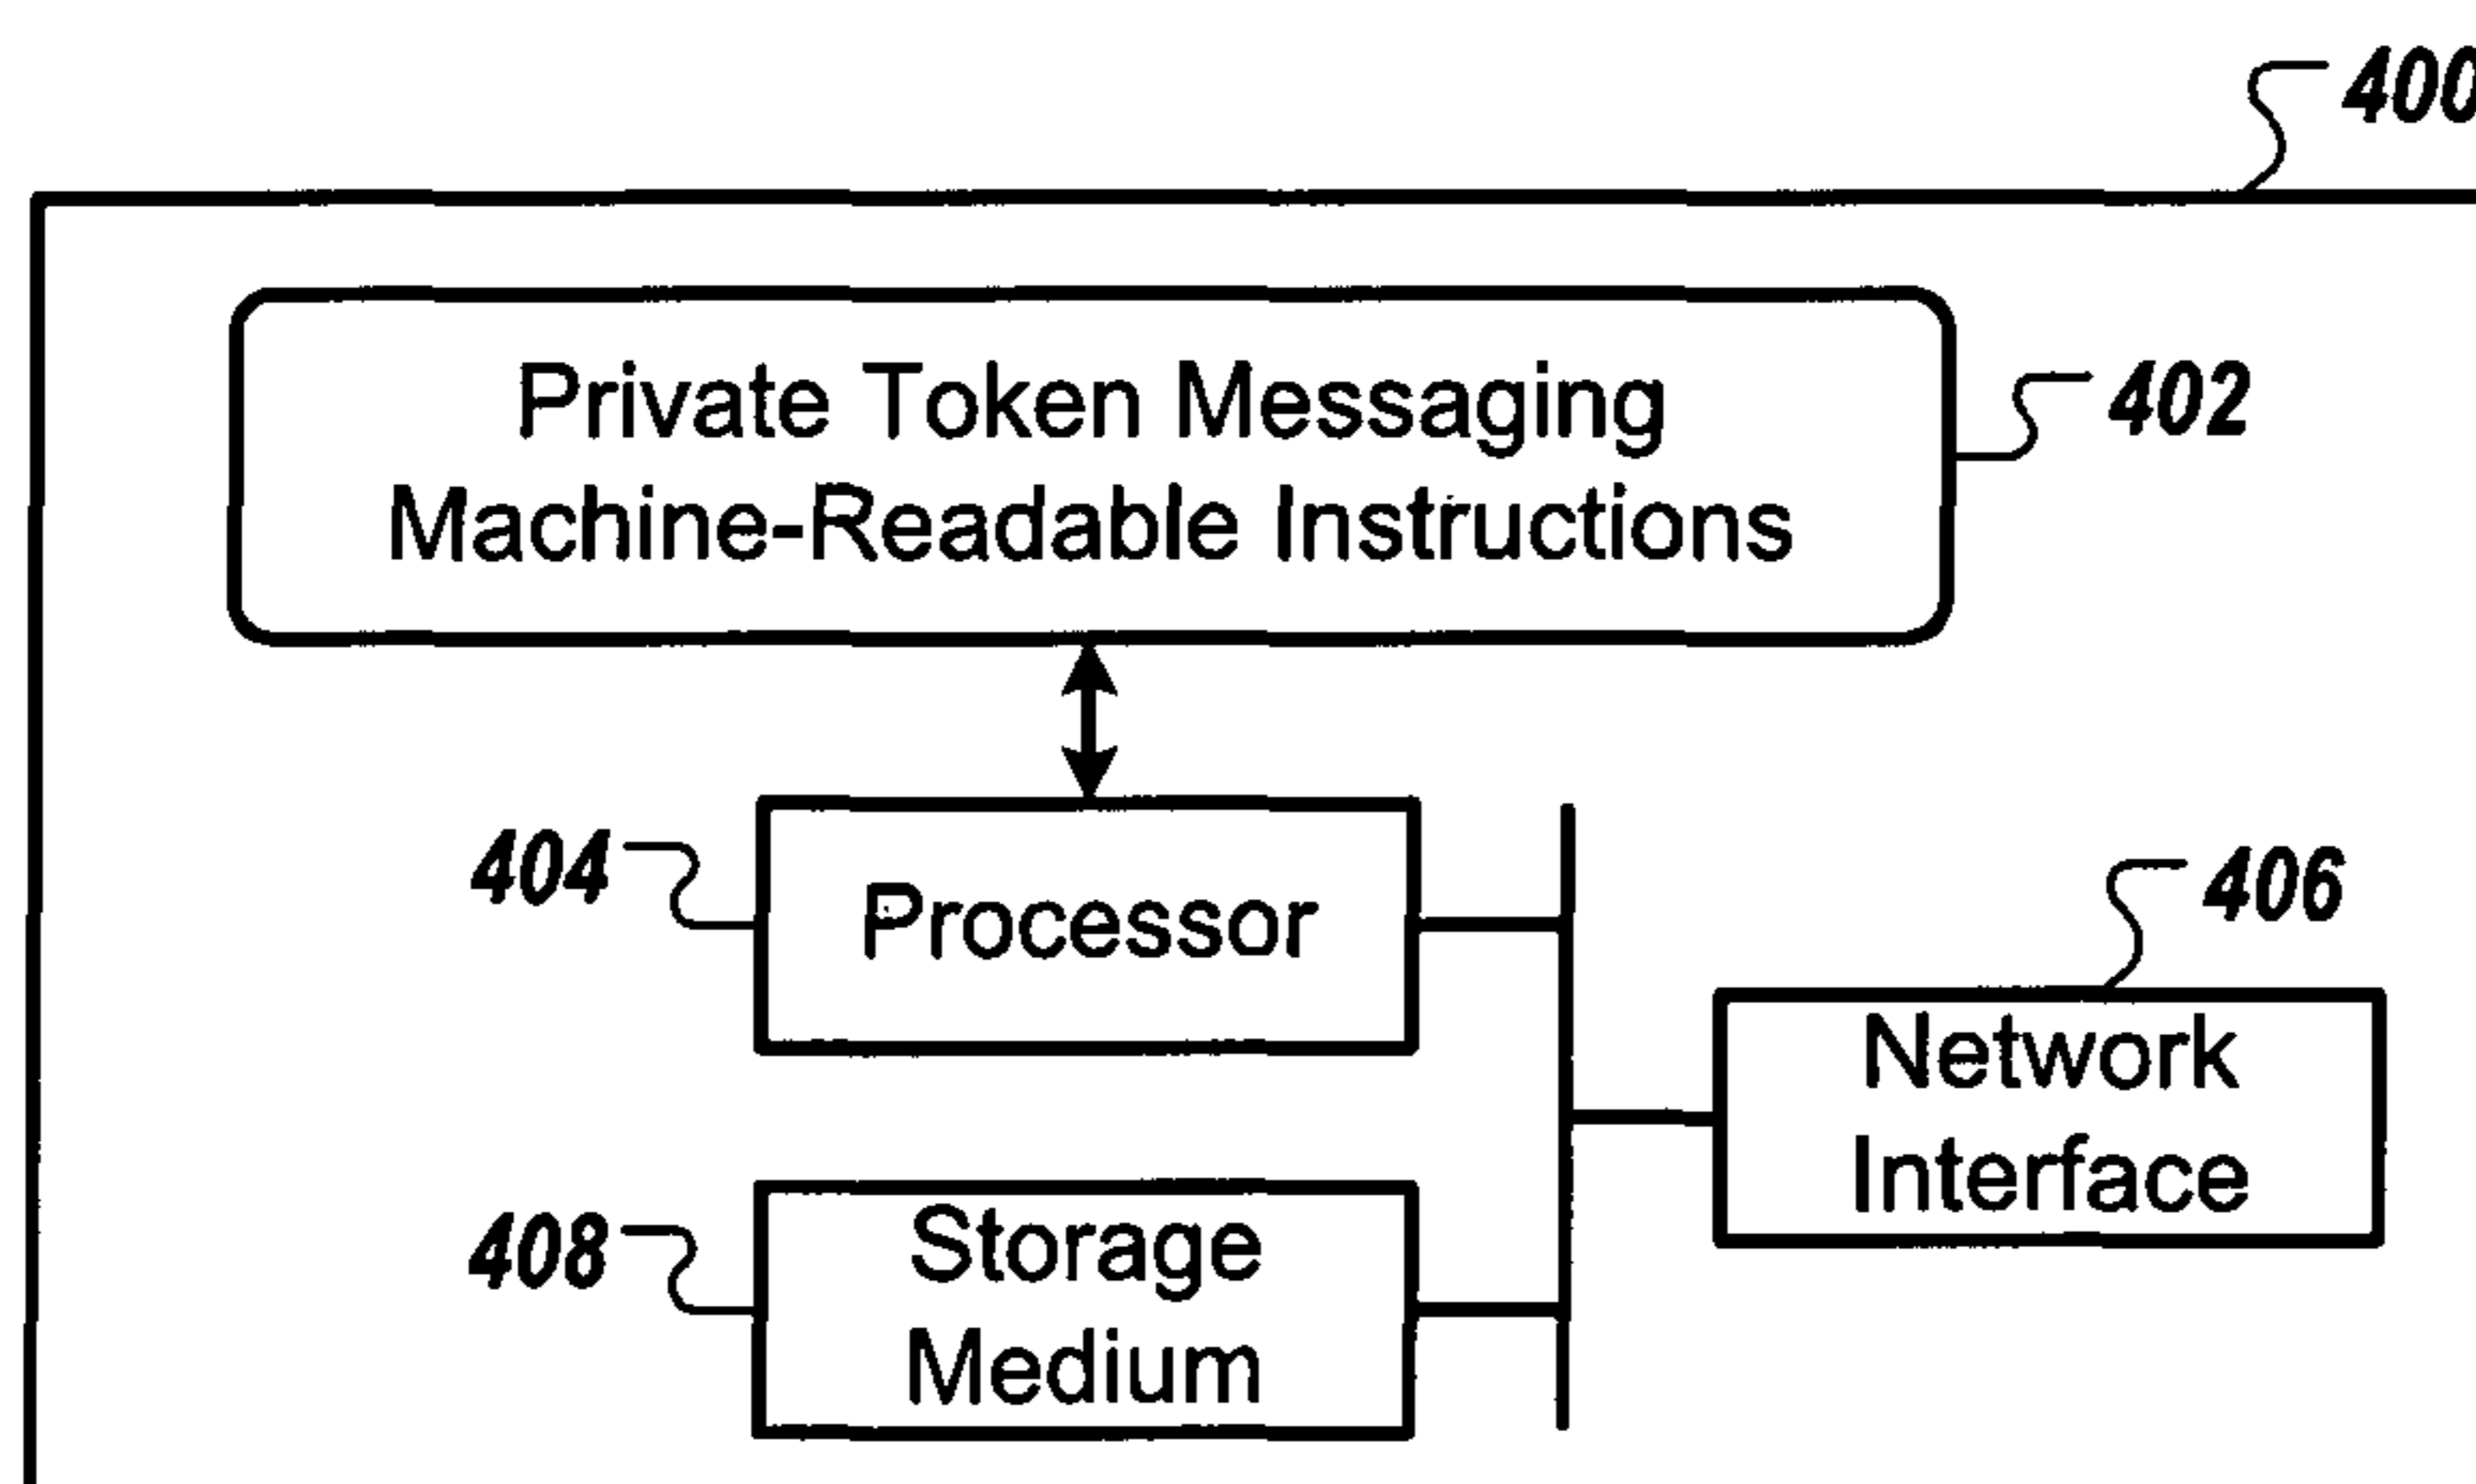 400
Private Token Messaging
Machine-Readable Instructions
402
404
Processor
406
Network
Interface
408
Storage
Medium